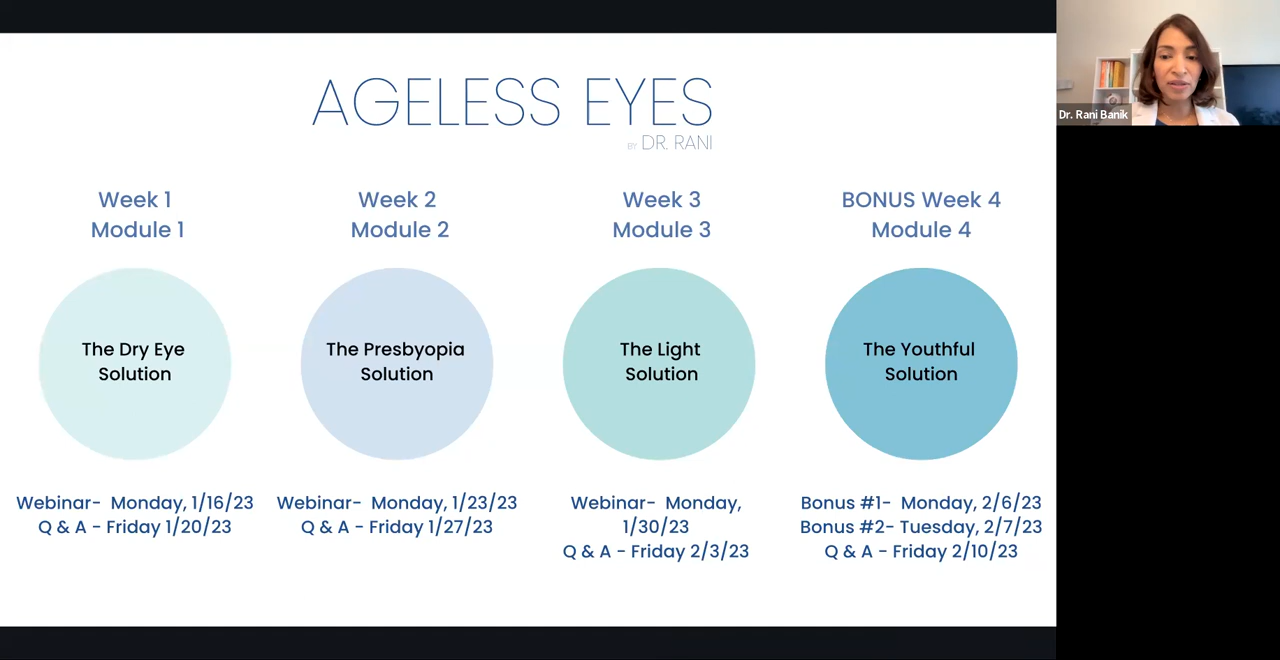 AGELESS EYES
BY DR. RANI
Week 1
Module 1
Week 2
Module 2
Week 3
Module 3
BONUS Week 4
Module 4
The Dry Eye
Solution
The Presbyopia
Solution
The Light
Solution
The Youthful
Solution
Webinar- Monday, 1/16/23
Q & A - Friday 1/20/23
Webinar- Monday, 1/23/23
Q & A - Friday 1/27/23
Webinar- Monday,
1/30/23
Q & A - Friday 2/3/23
Bonus #1- Monday, 2/6/23
Bonus #2- Tuesday, 2/7/23
Q & A - Friday 2/10/23
Dr. Rani Banik